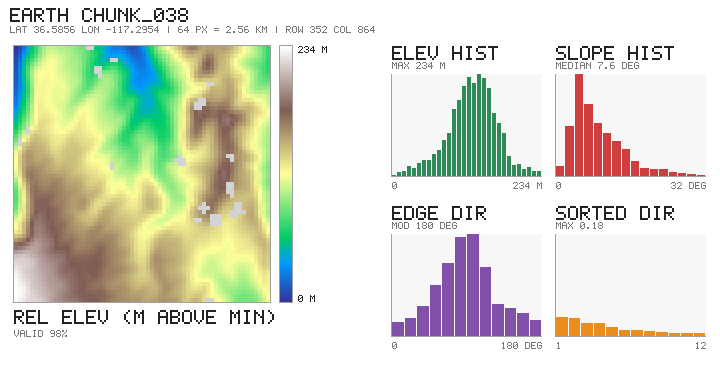 EARTH CHUNK_038
LAT 36.5856 LON -117.2954 | 64 PX = 2.56 KM | ROW 352 COL 864
234 M
0 M
REL ELEV (M ABOVE MIN)
VALID 98%
ELEV HIST
MAX 234 M
0 234 M
SLOPE HIST
MEDIAN 7.6 DEG
0 32 DEG
EDGE DIR
MOD 180 DEG
0 180 DEG
SORTED DIR
MAX 0.18
1 12